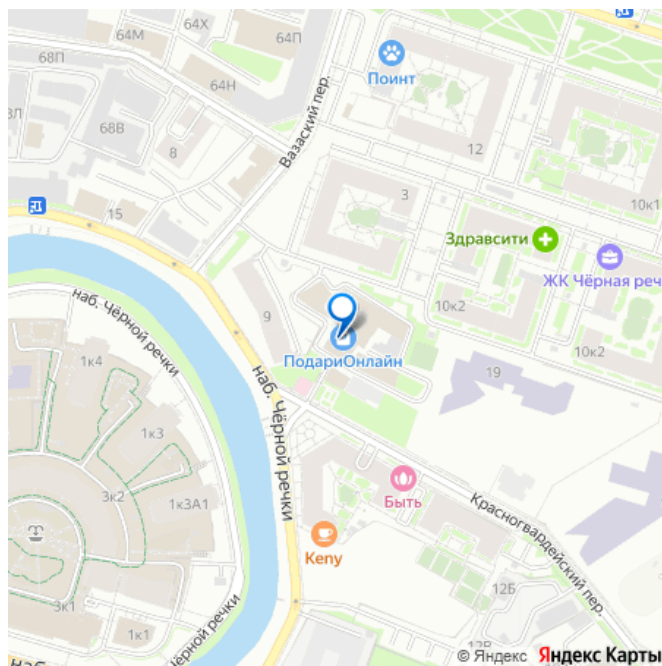 64М
64Х
64П
68П
64Н
Поинт
Вазаский пер.
68В
8
12
3
15
10к1
Здравсити
ЖК Чёрная реч
наб. Чёрной речки
9
10к2
ПодариОнлайн
1к4
10к2
19
наб. Чёрной речки
1к3
3к2
1к3А1
Быть
Красногвардейский пер.
Keny
12Б
3к1
1к1
12В
наб
Чёрной речки
© Яндекс Яндекс Карты